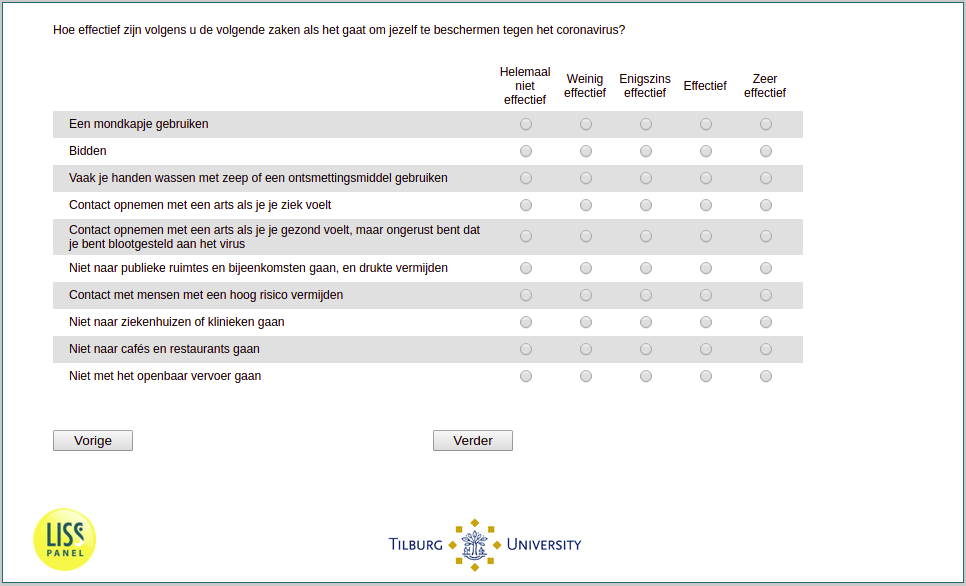 Hoe effectief zijn volgens u de volgende zaken als het gaat om jezelf te beschermen tegen het coronavirus?
Helemaal niet effectief
Weinig effectief
Enigszins effectief
Effectief
Zeer effectief
Een mondkapje gebruiken
Bidden
Vaak je handen wassen met zeep of een ontsmettingsmiddel gebruiken
Contact opnemen met een arts als je je ziek voelt
Contact opnemen met een arts als je je gezond voelt, maar ongerust bent dat
je bent blootgesteld aan het virus
Niet naar publieke ruimtes en bijeenkomsten gaan, en drukte vermijden
Contact met mensen met een hoog risico vermijden
Niet naar ziekenhuizen of klinieken gaan
Niet naar cafés en restaurants gaan
Niet met het openbaar vervoer gaan
Vorige
Verder
LISS
PANEL
TILBURG UNIVERSITY